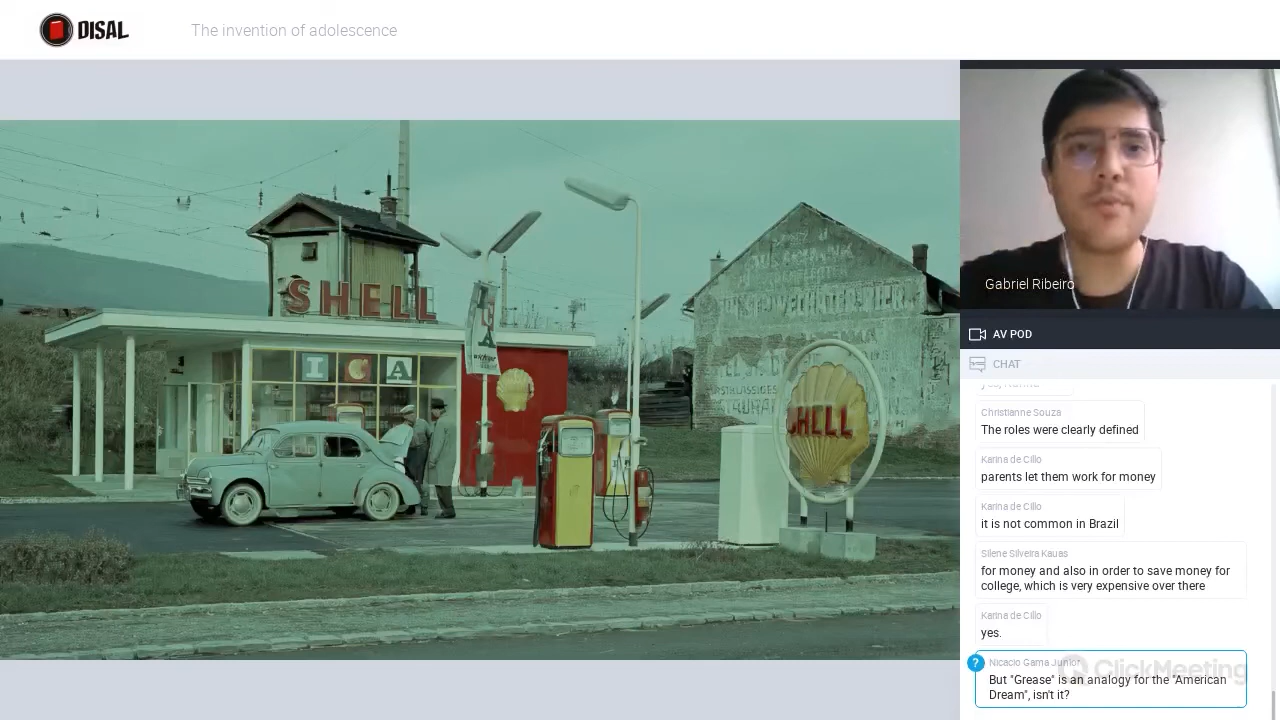 DISAL
The invention of adolescence
SHELL
ICA
SHELL
Gabriel Ribeiro
AV POD
CHAT
Christianne Souza
The roles were clearly defined
Karina de Cillo
parents let them work for money
Karina de Cillo
it is not common in Brazil
Silene Silveira Kauas
for money and also in order to save money for
college, which is very expensive over there
Karina de Cillo
yes.
?
Nicacio Gama Junior
But "Grease" is an analogy for the "American
Dream", isn't it?
ClickMeeting